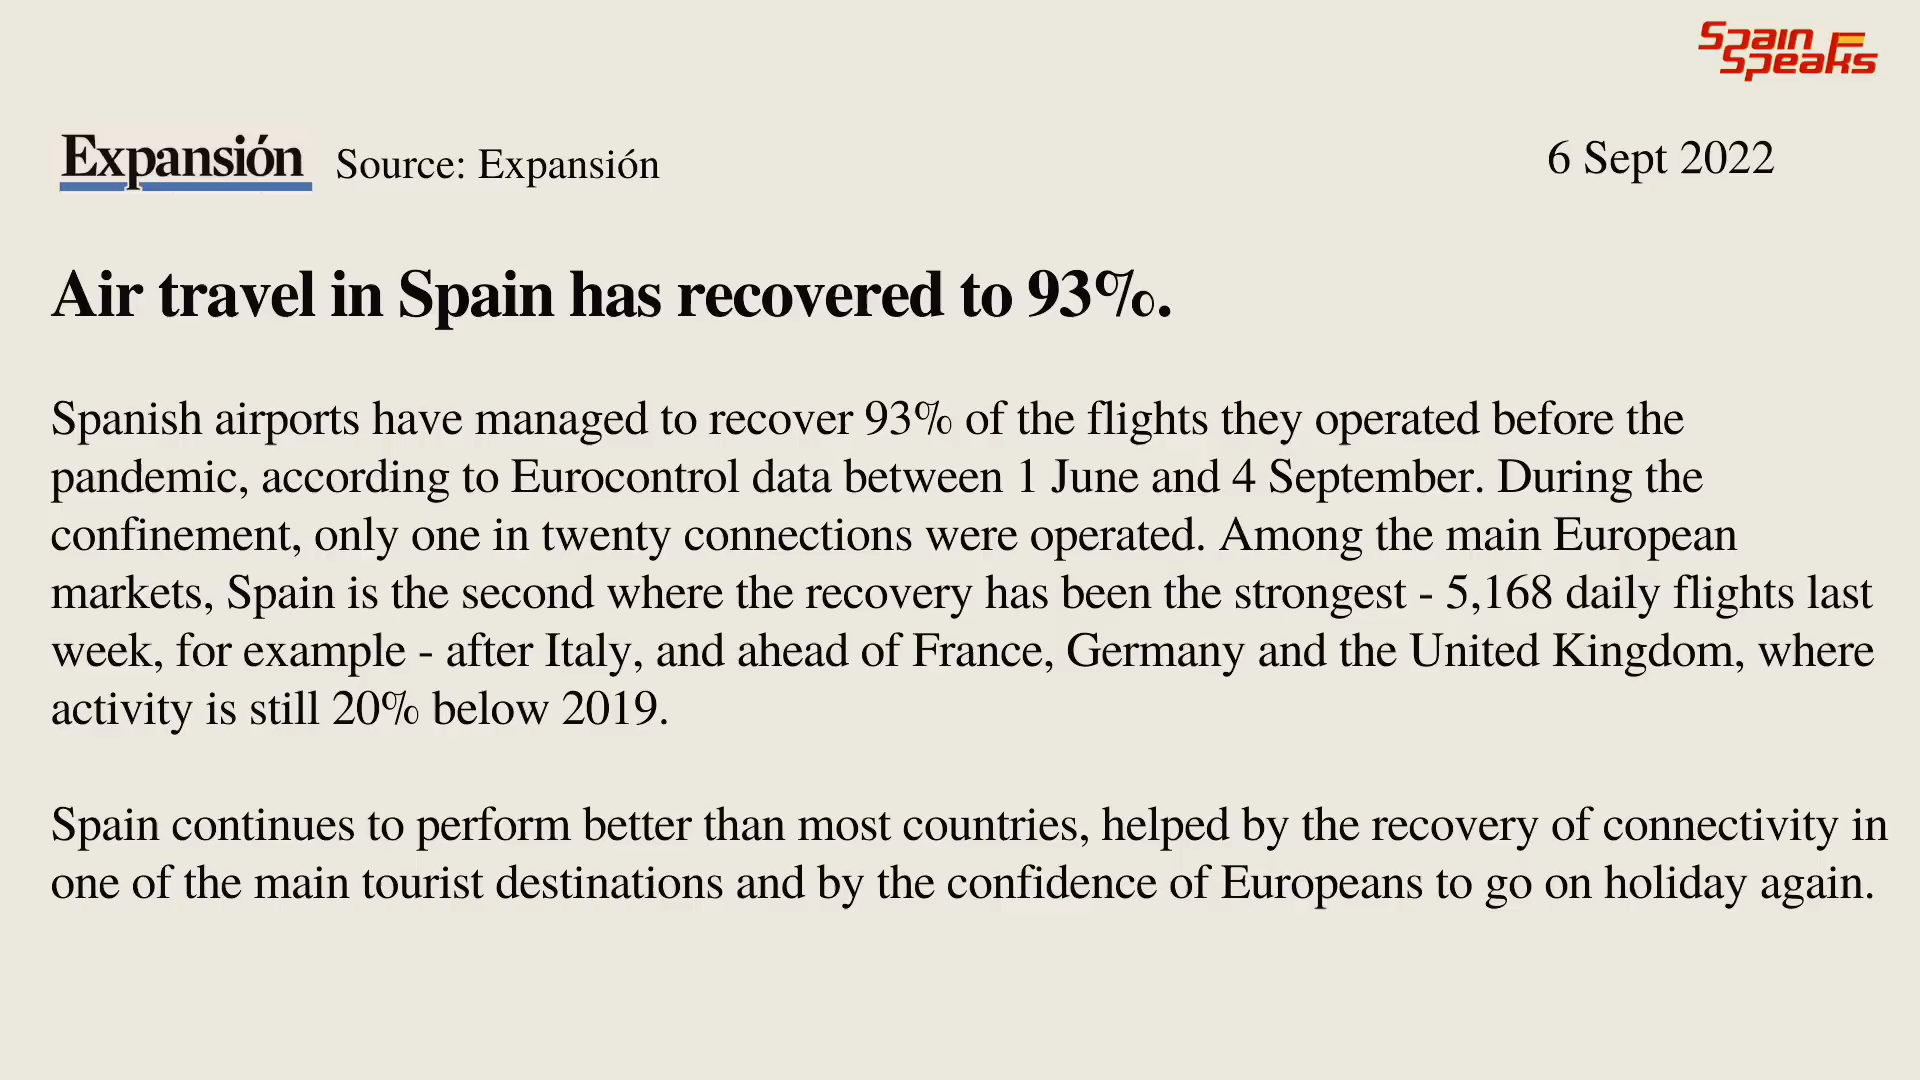 Spain
Speaks
Expansión Source: Expansión 6 Sept 2022
Air travel in Spain has recovered to 93%.
Spanish airports have managed to recover 93% of the flights they operated before the
pandemic, according to Eurocontrol data between 1 June and 4 September. During the
confinement, only one in twenty connections were operated. Among the main European
markets, Spain is the second where the recovery has been the strongest - 5,168 daily flights last
week, for example - after Italy, and ahead of France, Germany and the United Kingdom, where
activity is still 20% below 2019.
Spain continues to perform better than most countries, helped by the recovery of connectivity in
one of the main tourist destinations and by the confidence of Europeans to go on holiday again.